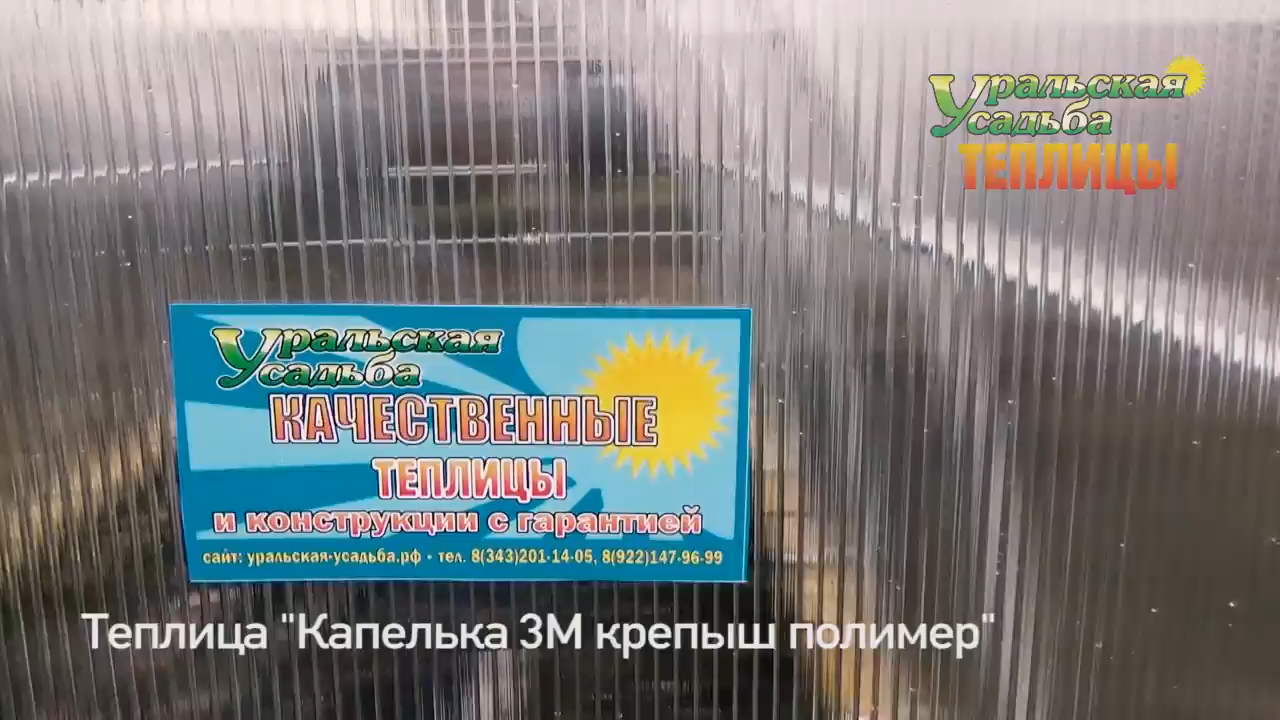 Уральская
Усадьба
ТЕПЛИЦЫ
Уральская
Усадьба
КАЧЕСТВЕННЫЕ
ТЕПЛИЦЫ
и конструкции с гарантией
сайт: уральская-усадьба.рф • тел. 8(343)201-14-05, 8(922)147-96-99
Теплица "Капелька 3М крепыш полимер"